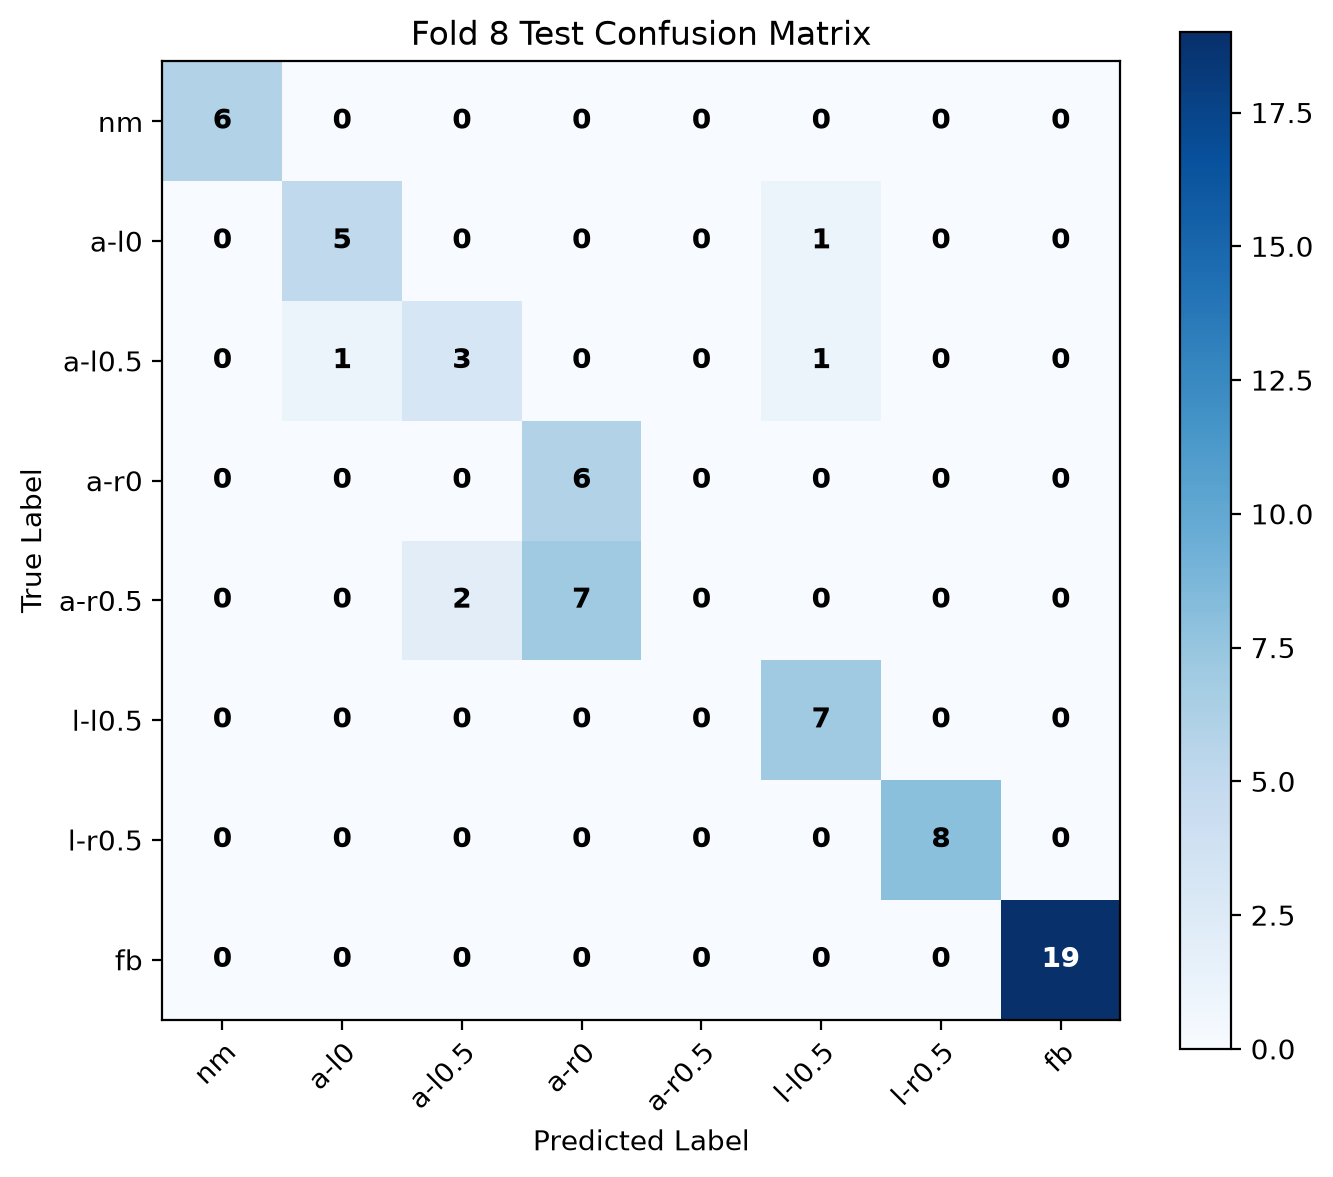 Fold 8 Test Confusion Matrix
nm 6 0 0 0 0 0 0 0
a-l0 0 5 0 0 0 1 0 0
a-l0.5 0 1 3 0 0 1 0 0
a-r0 0 0 0 6 0 0 0 0
a-r0.5 0 0 2 7 0 0 0 0
l-l0.5 0 0 0 0 0 7 0 0
l-r0.5 0 0 0 0 0 0 8 0
fb 0 0 0 0 0 0 0 19
nm a-l0 a-l0.5 a-r0 a-r0.5 l-l0.5 l-r0.5 fb
Predicted Label
True Label
17.5
15.0
12.5
10.0
7.5
5.0
2.5
0.0